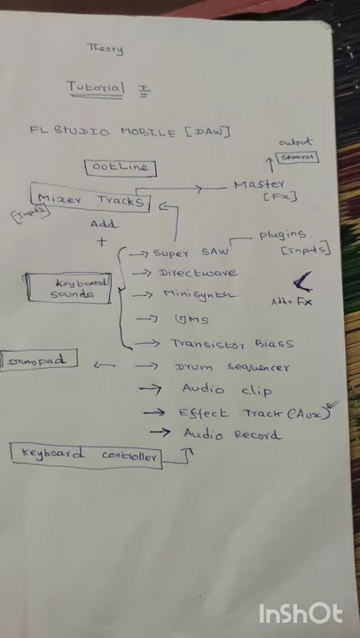 Theory
Tutorial I
FL STUDIO MOBILE [DAW]
output
Speakers
OutLine
Mixer Tracks
Master
[Fx]
[Inputs]
Add
+
Super SAW
plugins
[Inputs]
Directwave
Keyboard
Sounds
Minisynth
Add+ Fx
GMS
Transistor Biass
Drumpad
Drum sequencer
Audio clip
Effect Track (Aux)
Audio Record
Keyboard controller
InShOt